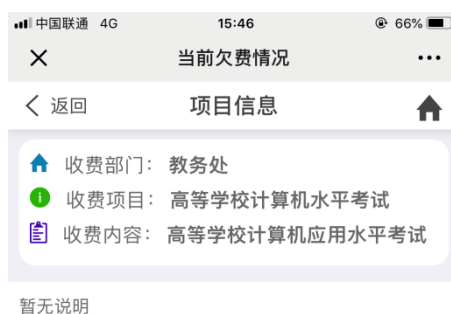 中国联通 4G 15:46 66%
当前欠费情况
返回 项目信息
收费部门：教务处
收费项目：高等学校计算机水平考试
收费内容：高等学校计算机应用水平考试
暂无说明